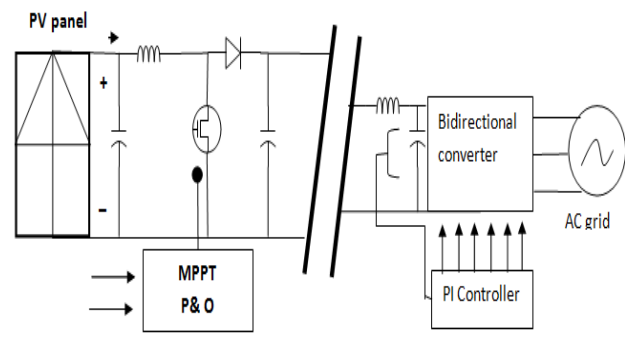 PV panel
+
−
MPPT
P& O
Bidirectional
converter
AC grid
PI Controller